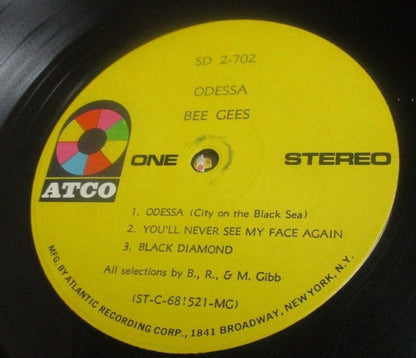 SD 2-702
ODESSA
BEE GEES
ATCO
ONE
STEREO
1. ODESSA (City on the Black Sea)
2. YOU'LL NEVER SEE MY FACE AGAIN
3. BLACK DIAMOND
All selections by B., R., & M. Gibb
(ST-C-681521-MG)
MFG. BY ATLANTIC RECORDING CORP., 1841 BROADWAY, NEW YORK, N.Y.